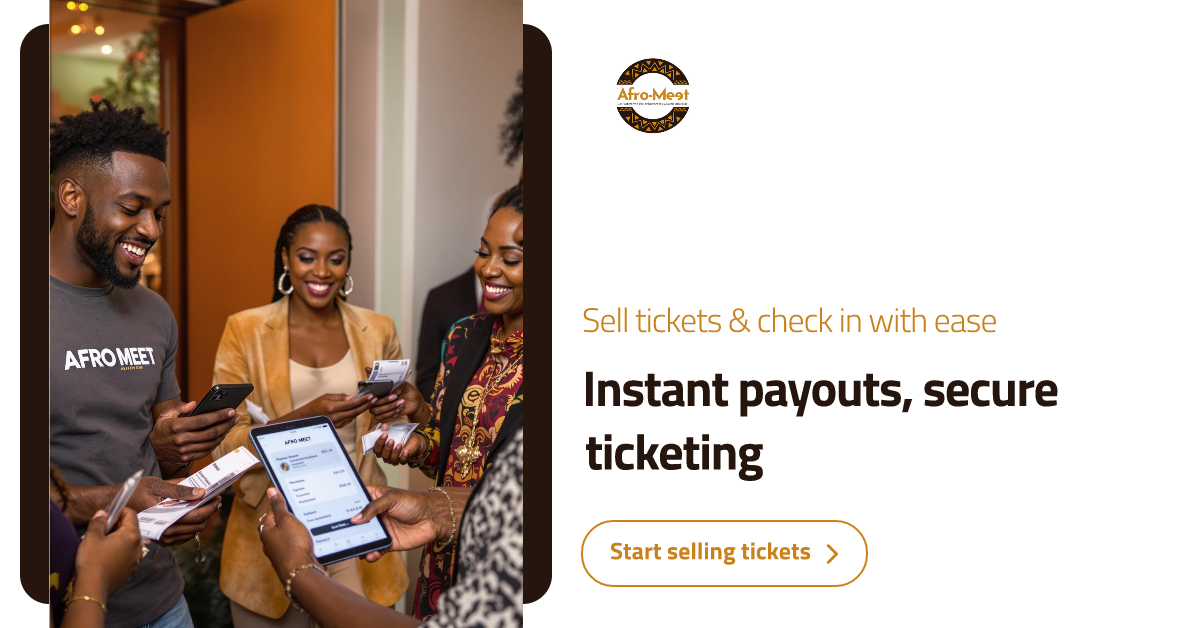 Afro-Meet
Sell tickets & check in with ease
Instant payouts, secure
ticketing
Start selling tickets
AFRO MEET
AFRO MEET